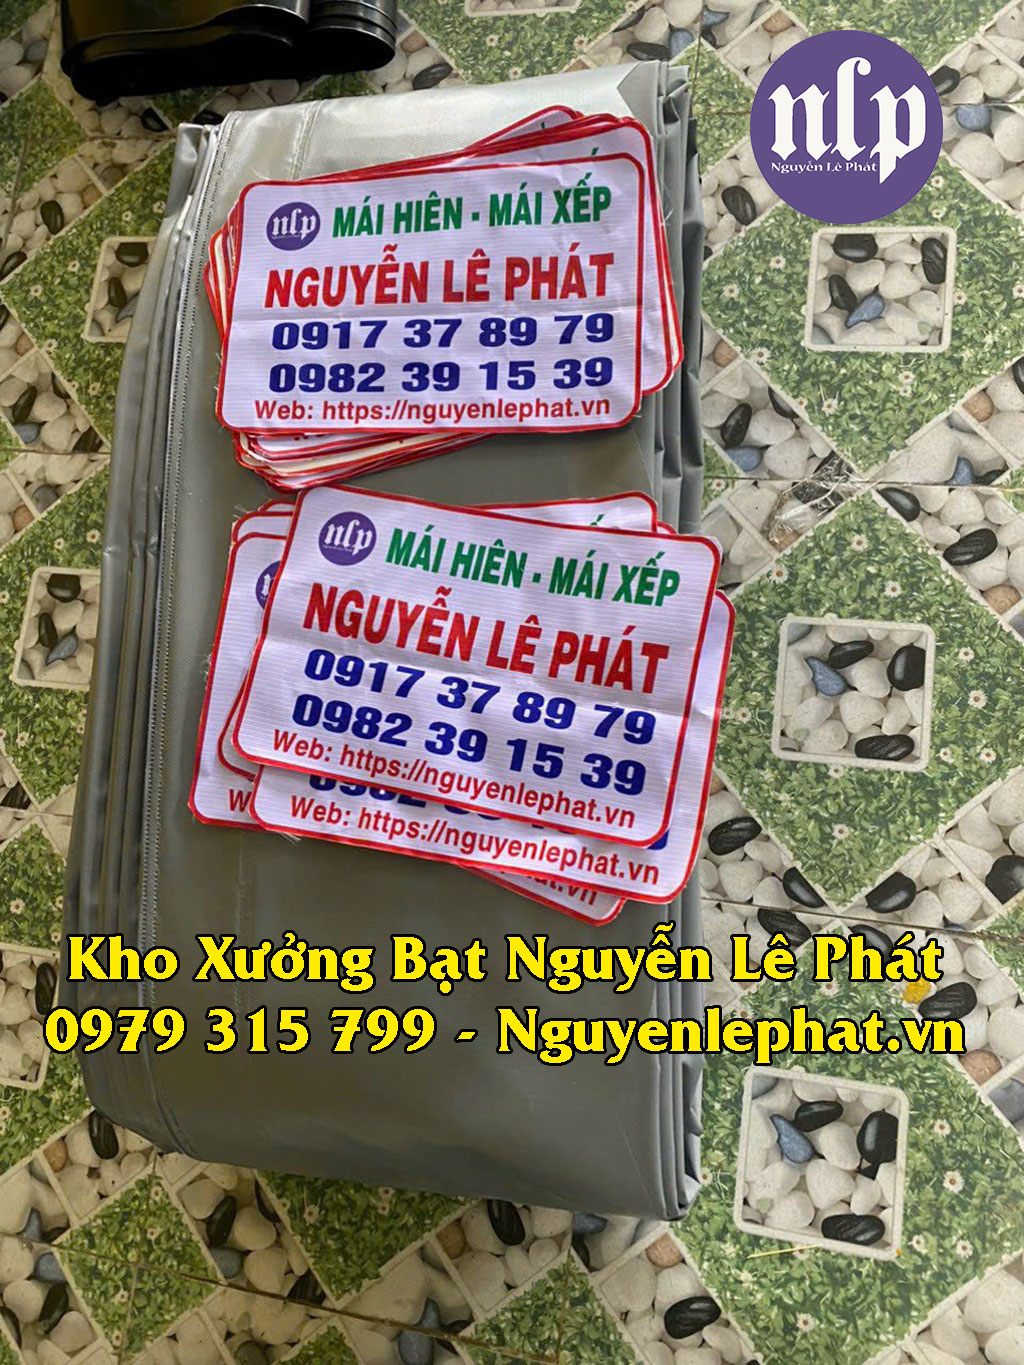 nlp
Nguyễn Lê Phát
nlp MÁI HIÊN - MÁI XẾP
NGUYỄN LÊ PHÁT
0917 37 89 79
0982 39 15 39
Web: https://nguyenlephat.vn
nlp MÁI HIÊN - MÁI XẾP
NGUYỄN LÊ PHÁT
0917 37 89 79
0982 39 15 39
Web: https://nguyenlephat.vn
Web: https://nguyenlephat.vn
Kho Xưởng Bạt Nguyễn Lê Phát
0979 315 799 - Nguyenlephat.vn